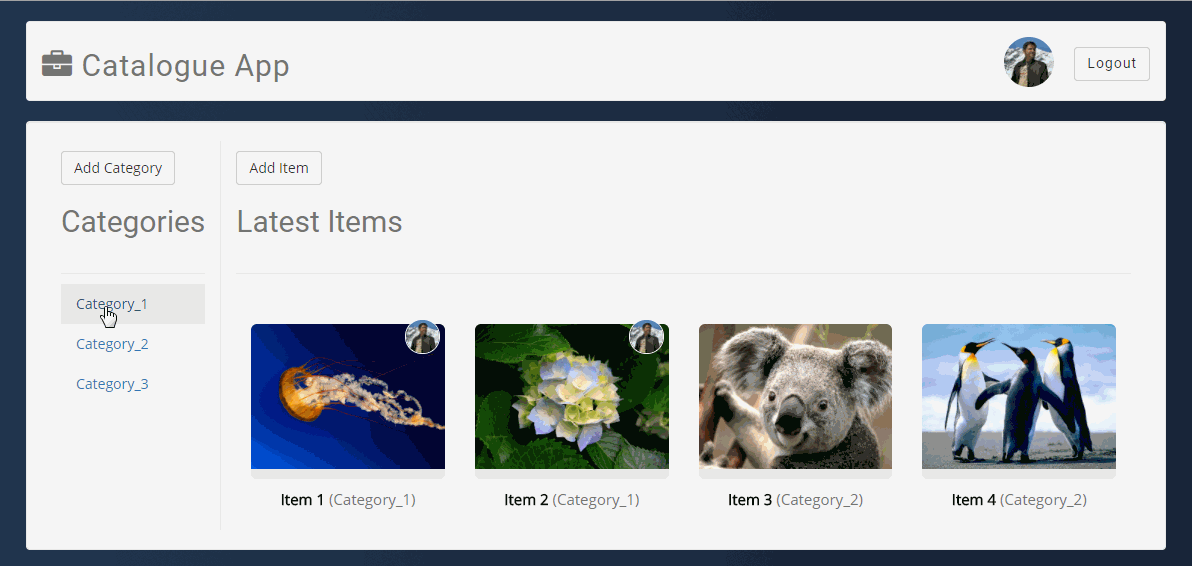 Catalogue App
Logout
Add Category
Categories
Category_1
Category_2
Category_3
Add Item
Latest Items
Item 1 (Category_1)
Item 2 (Category_1)
Item 3 (Category_2)
Item 4 (Category_2)